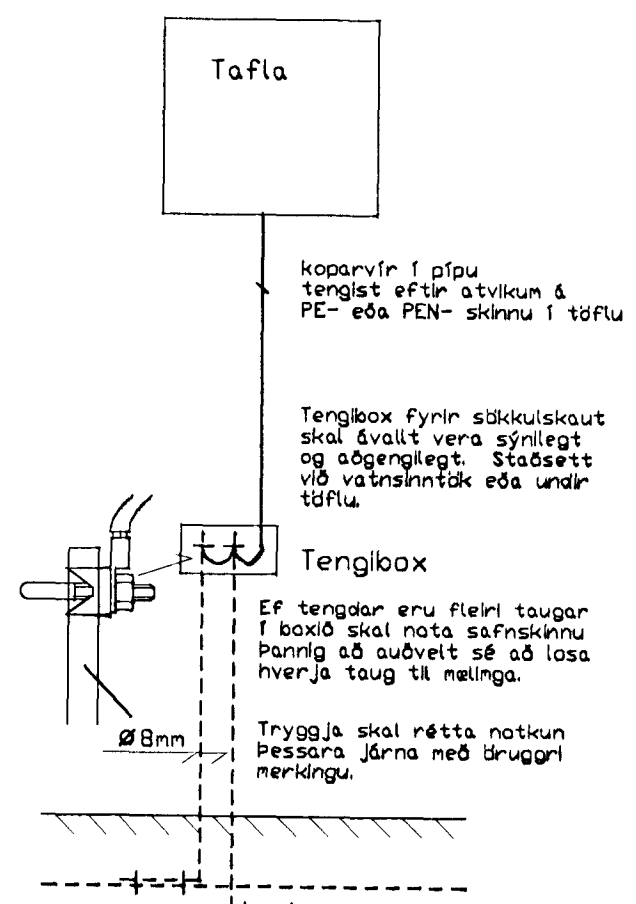 Tafla
koparvír í pípu
tengist eftir atvikum á
PE- eða PEN- skinnu í töflu
Tengibox fyrir sökkulskaut
skal ávallt vera sýnilegt
og aðgengilegt. Staðsett
við vatnsinntök eða undir
töflu.
Tengibox
Ef tengdar eru fleiri taugar
í boxið skal nota safnskinnu
Þannig að auðvelt sé að losa
hverja taug til mælinga.
Tryggja skal rétta notkun
Þessara járna með öruggri
merkingu.
Ø8mm